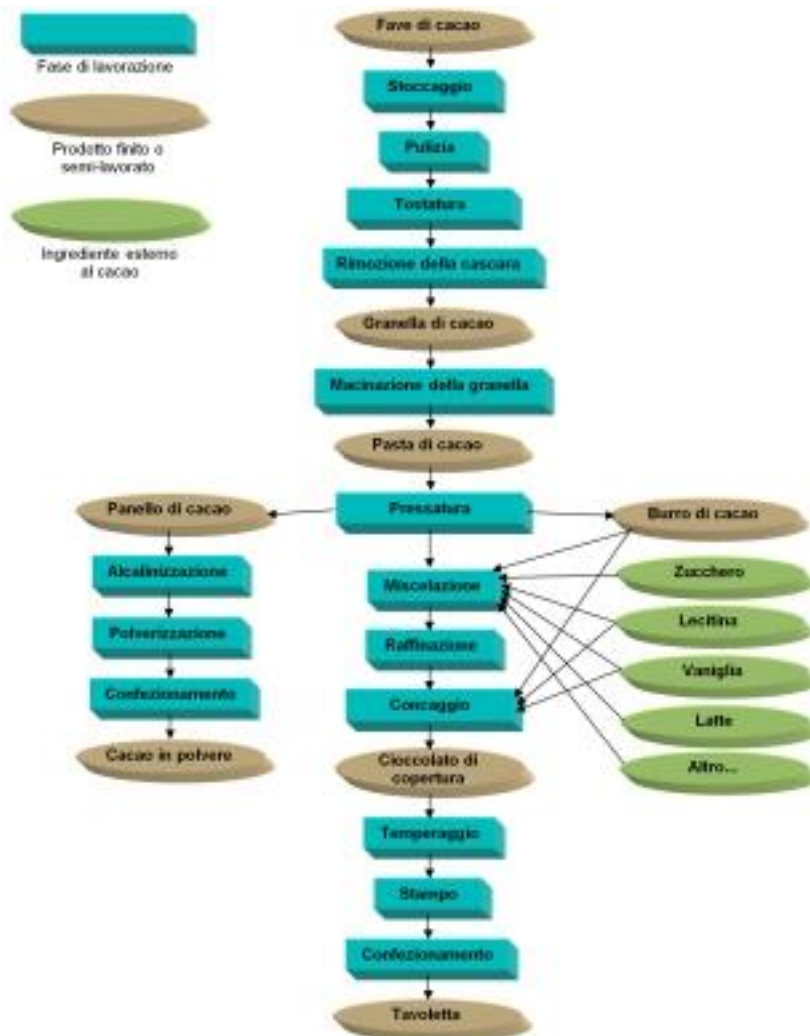 Fase di lavorazione
Prodotto finito o
semi-lavorato
Ingrediente esterno
al cacao
Fave di cacao
Stoccaggio
Pulizia
Tostatura
Rimozione della cascara
Granella di cacao
Macinazione della granella
Pasta di cacao
Pressatura
Panello di cacao
Alcalinizzazione
Polverizzazione
Confezionamento
Cacao in polvere
Miscelazione
Raffinazione
Concaggio
Cioccolato di
copertura
Temperaggio
Stampo
Confezionamento
Tavoletta
Burro di cacao
Zucchero
Lecitina
Vaniglia
Latte
Altro...